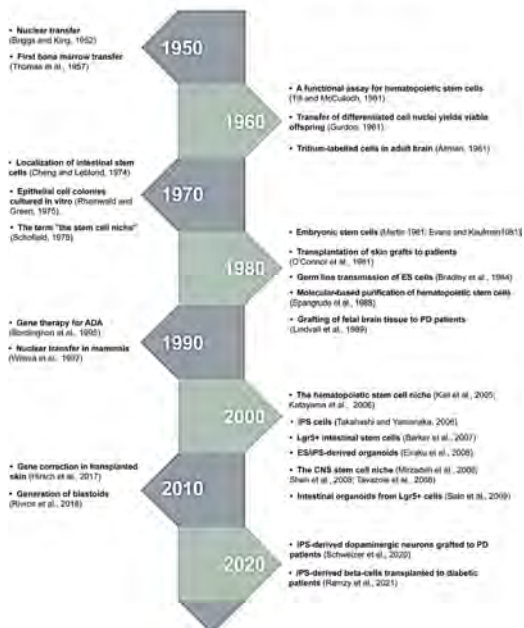 • Nuclear transfer
(Briggs and King, 1952)
• First bone marrow transfer
(Thomas et al., 1957)
1950
1960
• A functional assay for hematopoietic stem cells
(Till and McCulloch, 1961)
• Transfer of differentiated cell nuclei yields viable
offspring (Gurdon, 1961)
• Tritium-labelled cells in adult brain (Altman, 1961)
• Localization of intestinal stem
cells (Cheng and Leblond, 1974)
• Epithelial cell colonies
cultured in vitro (Rheinwald and
Green, 1975)
• The term "the stem cell niche"
(Schofield, 1978)
1970
1980
• Embryonic stem cells (Martin 1981; Evans and Kaufman1981)
• Transplantation of skin grafts to patients
(O'Connor et al., 1981)
• Germ line transmission of ES cells (Bradley et al., 1984)
• Molecular-based purification of hematopoietic stem cells
(Spangrude et al., 1988)
• Grafting of fetal brain tissue to PD patients
(Lindvall et al., 1989)
• Gene therapy for ADA
(Bordignon et al., 1995)
• Nuclear transfer in mammals
(Wilmut et al., 1997)
1990
2000
• The hematopoietic stem cell niche (Kiel et al., 2005;
Katayama et al., 2006)
• iPS cells (Takahashi and Yamanaka, 2006)
• Lgr5+ intestinal stem cells (Barker et al., 2007)
• ES/iPS-derived organoids (Eiraku et al., 2008)
• The CNS stem cell niche (Mirzadeh et al., 2008;
Shen et al., 2008; Tavazoie et al., 2008)
• Intestinal organoids from Lgr5+ cells (Sato et al., 2009)
• Gene correction in transplanted
skin (Hirsch et al., 2017)
• Generation of blastoids
(Rivron et al., 2018)
2010
2020
• iPS-derived dopaminergic neurons grafted to PD
patients (Schweitzer et al., 2020)
• iPS-derived beta-cells transplanted to diabetic
patients (Ramzy et al., 2021)